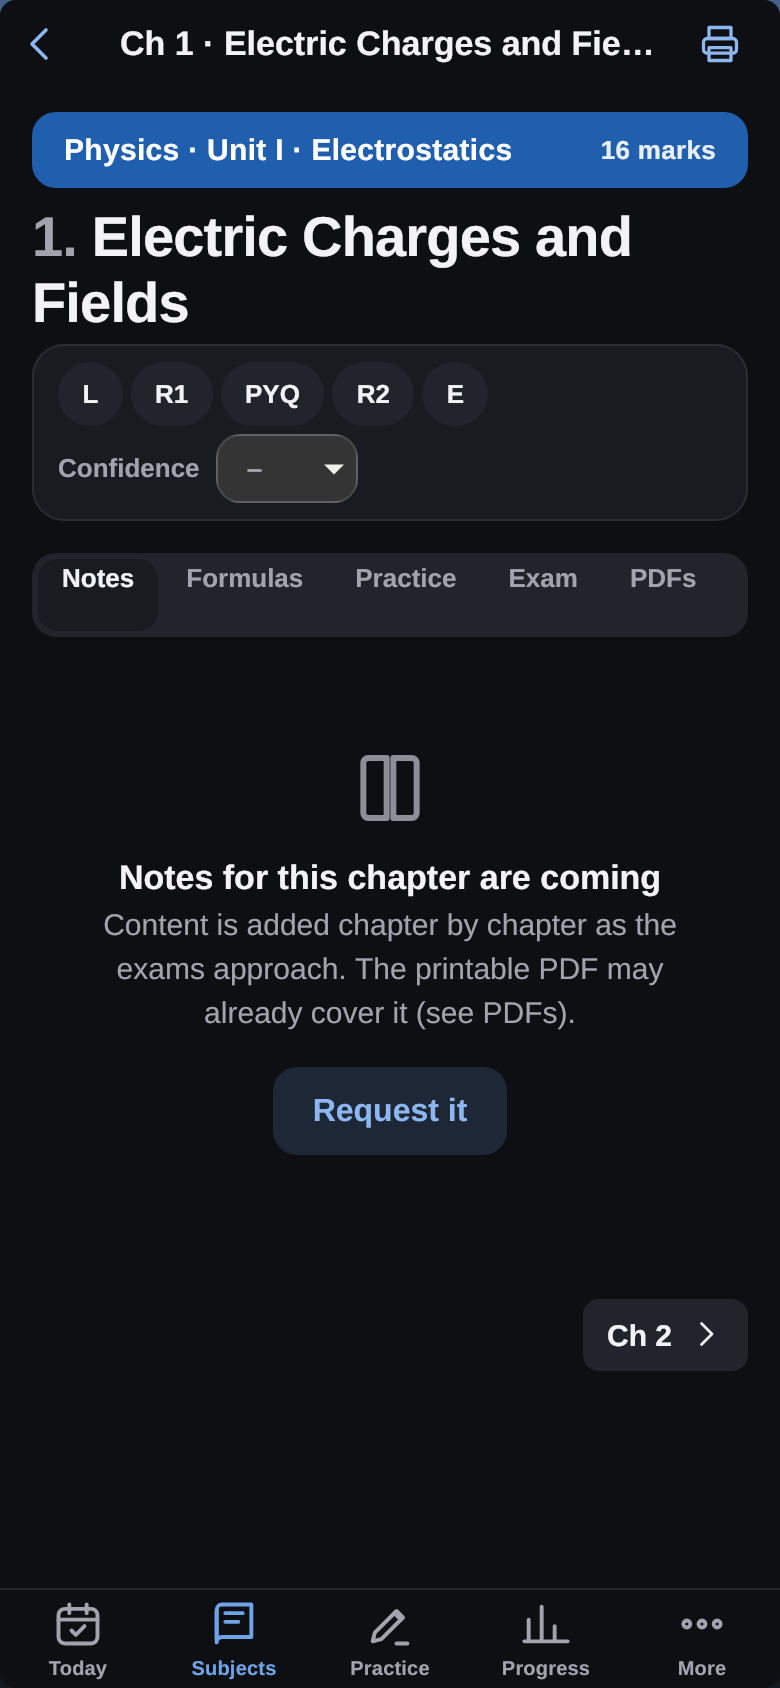 Ch 1 · Electric Charges and Fie...
Physics · Unit I · Electrostatics 16 marks
1. Electric Charges and
Fields
L R1 PYQ R2 E
Confidence –
Notes Formulas Practice Exam PDFs
Notes for this chapter are coming
Content is added chapter by chapter as the
exams approach. The printable PDF may
already cover it (see PDFs).
Request it
Ch 2
Today Subjects Practice Progress More